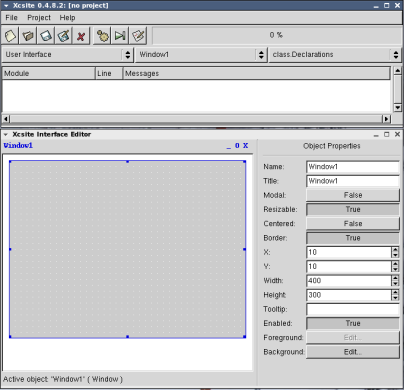 Xcsite 0.4.8.2: [no project]
File Project Help
0 %
User Interface Window1 class.Declarations
Module Line Messages
Xcsite Interface Editor
Window1 _ O X
Object Properties
Name: Window1
Title: Window1
Modal: False
Resizable: True
Centered: False
Border: True
X: 10
Y: 10
Width: 400
Height: 300
Tooltip:
Enabled: True
Foreground: Edit...
Background: Edit...
Active object: "Window1" ( Window )